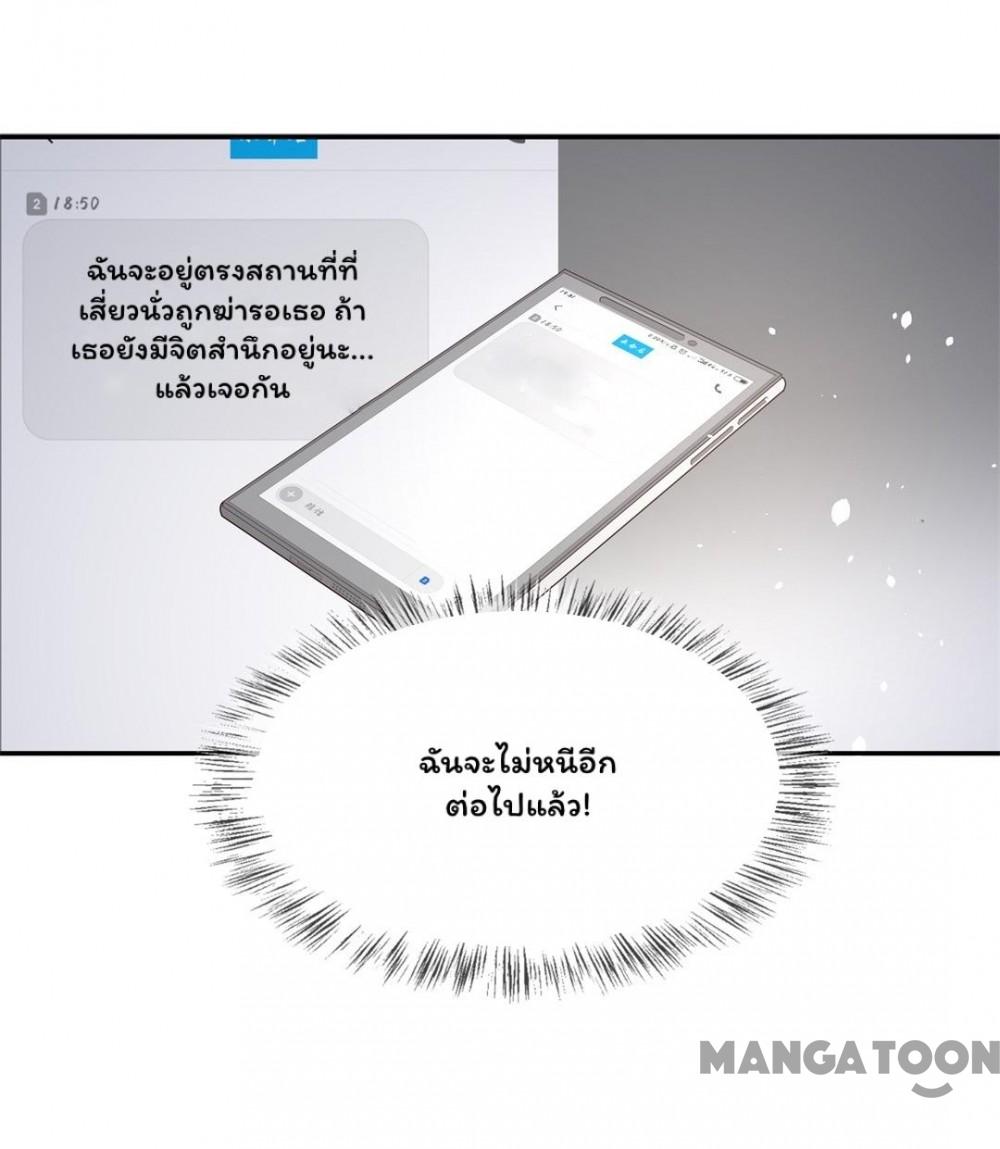 2 18:50
ฉันจะอยู่ตรงสถานที่ที่
เสี่ยวนั่วถูกฆ่ารอเธอ ถ้า
เธอยังมีจิตสำนึกอยู่นะ...
แล้วเจอกัน
2 18:50
ฉันจะไม่หนีอีก
ต่อไปแล้ว!
MANGATOON